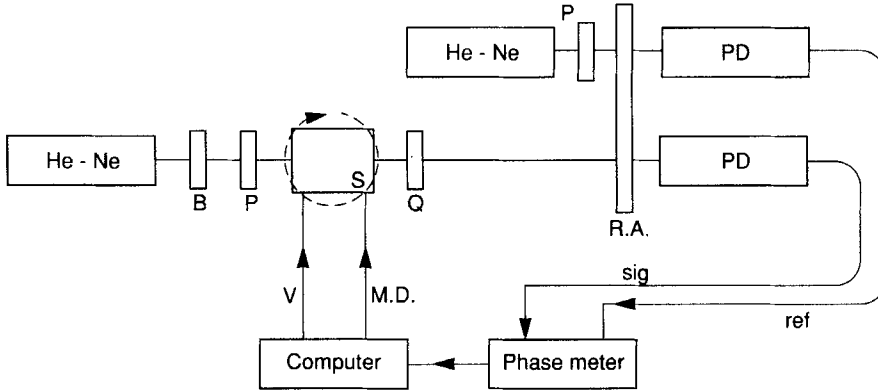 P
He - Ne
PD
He - Ne
S
PD
B
P
Q
R.A.
V
M.D.
sig
ref
Computer
Phase meter